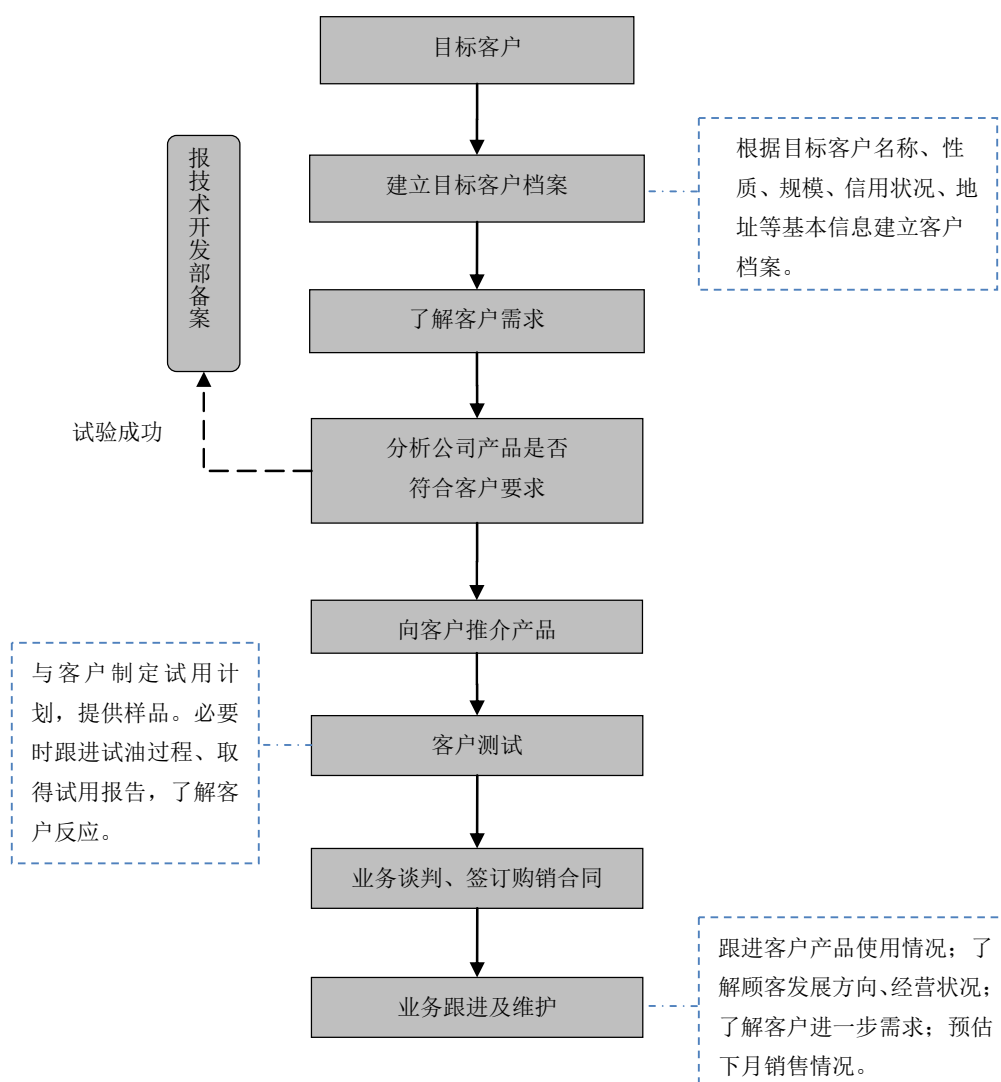 目标客户
报技术开发部备案
建立目标客户档案
根据目标客户名称、性
质、规模、信用状况、地
址等基本信息建立客户
档案。
了解客户需求
试验成功
分析公司产品是否
符合客户要求
向客户推介产品
与客户制定试用计
划，提供样品。必要
时跟进试油过程、取
得试用报告，了解客
户反应。
客户测试
业务谈判、签订购销合同
业务跟进及维护
跟进客户产品使用情况；了
解顾客发展方向、经营状况；
了解客户进一步需求；预估
下月销售情况。